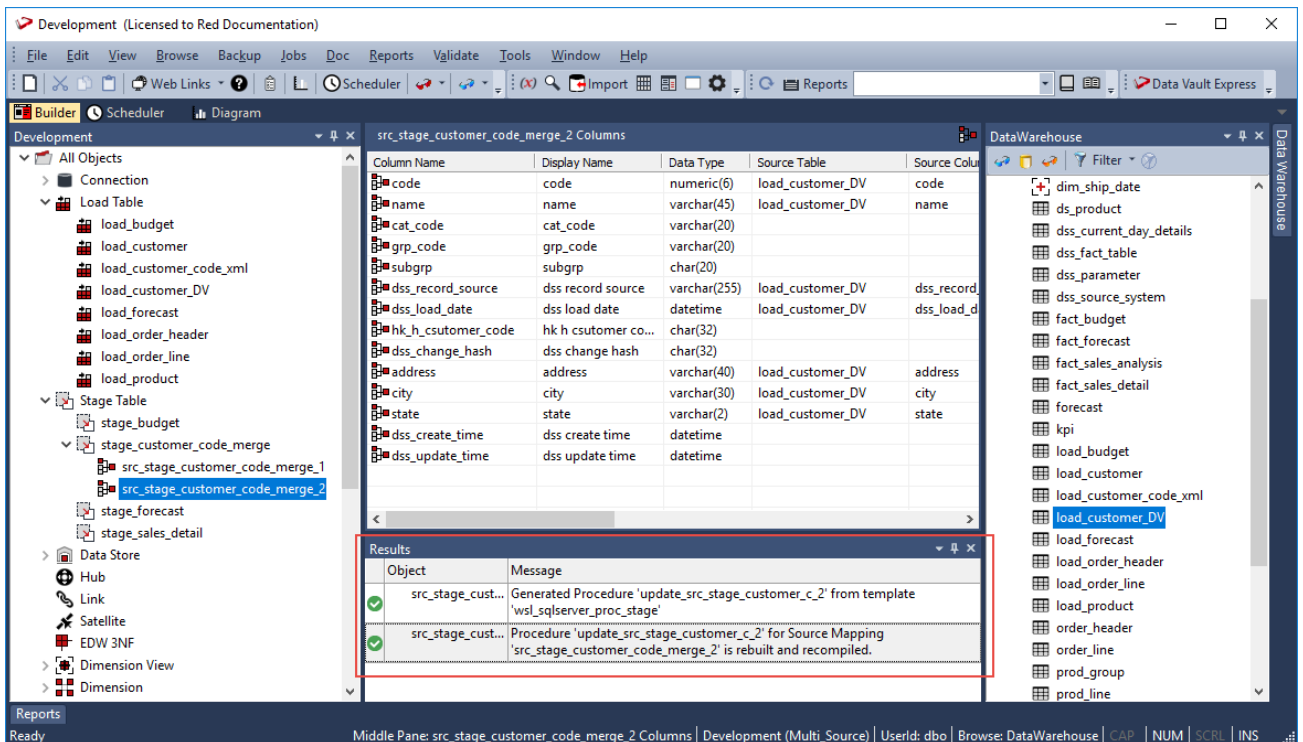 Development (Licensed to Red Documentation)
File Edit View Browse Backup Jobs Doc Reports Validate Tools Window Help
Web Links Scheduler (x) Import Reports Data Vault Express
Builder Scheduler Diagram
Development
All Objects
Connection
Load Table
load_budget
load_customer
load_customer_code_xml
load_customer_DV
load_forecast
load_order_header
load_order_line
load_product
Stage Table
stage_budget
stage_customer_code_merge
src_stage_customer_code_merge_1
src_stage_customer_code_merge_2
stage_forecast
stage_sales_detail
Data Store
Hub
Link
Satellite
EDW 3NF
Dimension View
Dimension
src_stage_customer_code_merge_2 Columns
Column Name Display Name Data Type Source Table Source Colu
code code numeric(6) load_customer_DV code
name name varchar(45) load_customer_DV name
cat_code cat_code varchar(20)
grp_code grp_code varchar(20)
subgrp subgrp char(20)
dss_record_source dss record source varchar(255) load_customer_DV dss_record_
dss_load_date dss load date datetime load_customer_DV dss_load_d
hk_h_csutomer_code hk h csutomer co... char(32)
dss_change_hash dss change hash char(32)
address address varchar(40) load_customer_DV address
city city varchar(30) load_customer_DV city
state state varchar(2) load_customer_DV state
dss_create_time dss create time datetime
dss_update_time dss update time datetime
Results
Object Message
src_stage_cust... Generated Procedure 'update_src_stage_customer_c_2' from template
'wsl_sqlserver_proc_stage'
src_stage_cust... Procedure 'update_src_stage_customer_c_2' for Source Mapping
'src_stage_customer_code_merge_2' is rebuilt and recompiled.
DataWarehouse
Filter
dim_ship_date
ds_product
dss_current_day_details
dss_fact_table
dss_parameter
dss_source_system
fact_budget
fact_forecast
fact_sales_analysis
fact_sales_detail
forecast
kpi
load_budget
load_customer
load_customer_code_xml
load_customer_DV
load_forecast
load_order_header
load_order_line
load_product
order_header
order_line
prod_group
prod_line
Data Warehouse
Reports
Ready Middle Pane: src_stage_customer_code_merge_2 Columns Development (Multi_Source) UserId: dbo Browse: DataWarehouse CAP NUM SCRL INS